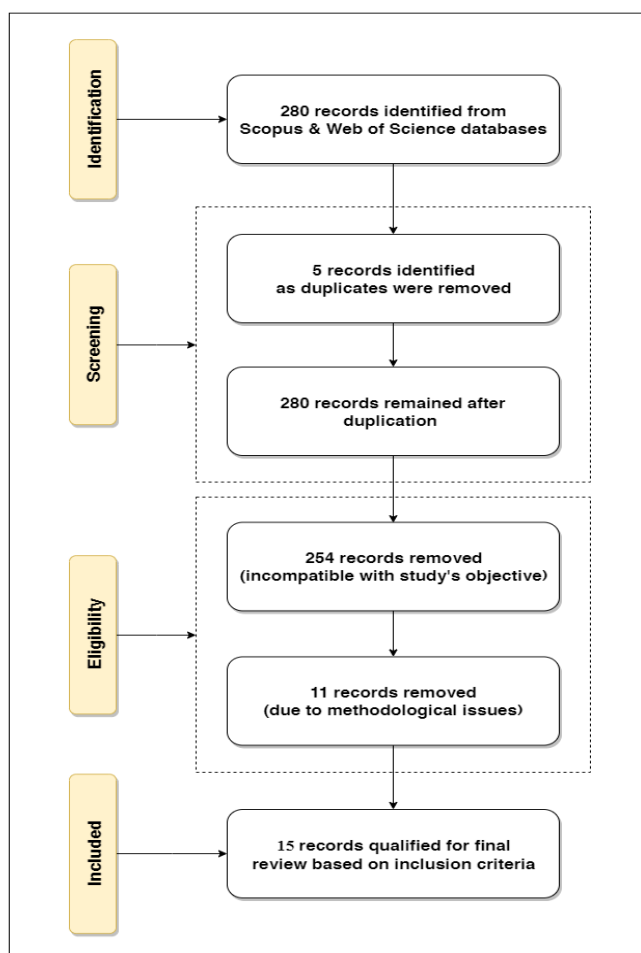 Identification
280 records identified from
Scopus & Web of Science databases
Screening
5 records identified
as duplicates were removed
280 records remained after
duplication
Eligibility
254 records removed
(incompatible with study's objective)
11 records removed
(due to methodological issues)
Included
15 records qualified for final
review based on inclusion criteria